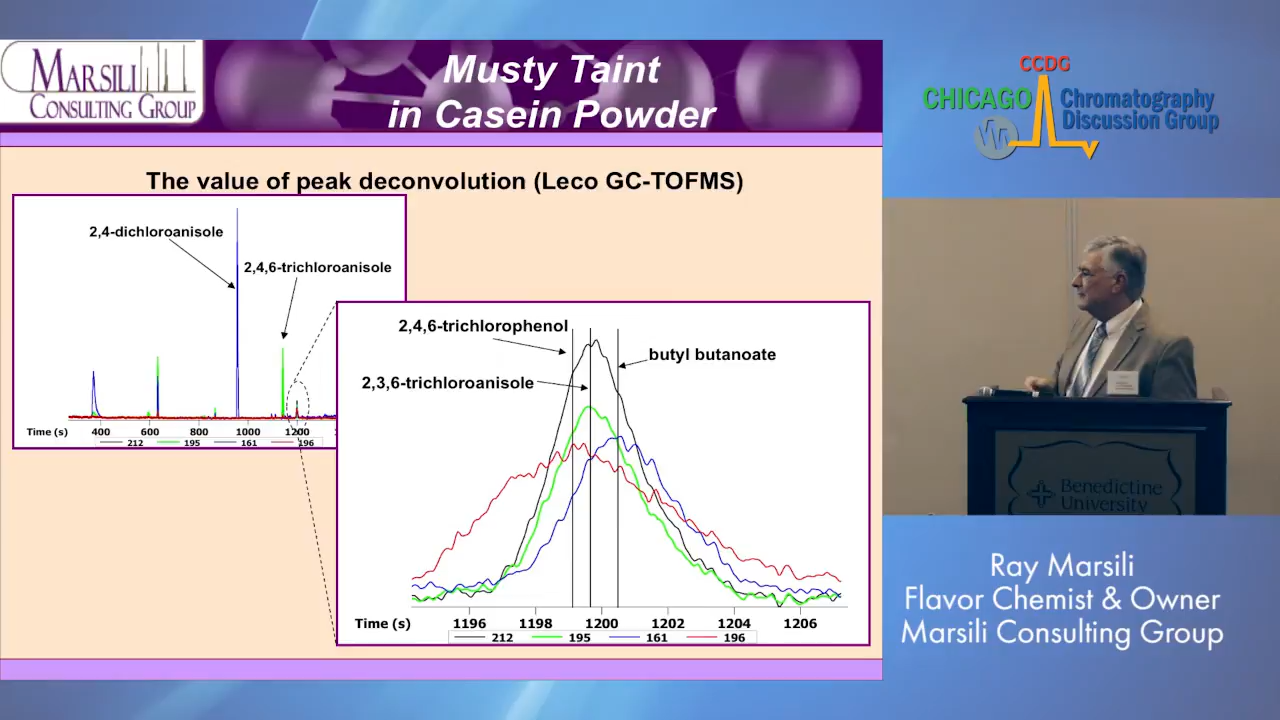 MARSILI
CONSULTING GROUP
Musty Taint
in Casein Powder
The value of peak deconvolution (Leco GC-TOFMS)
2,4-dichloroanisole
2,4,6-trichloroanisole
Time (s) 400 600 800 1000 1200
212 195 161 196
2,4,6-trichlorophenol
butyl butanoate
2,3,6-trichloroanisole
Time (s) 1196 1198 1200 1202 1204 1206
212 195 161 196
CCDG
CHICAGO
Chromatography
Discussion Group
Benedictine
University
Ray Marsili
Flavor Chemist & Owner
Marsili Consulting Group